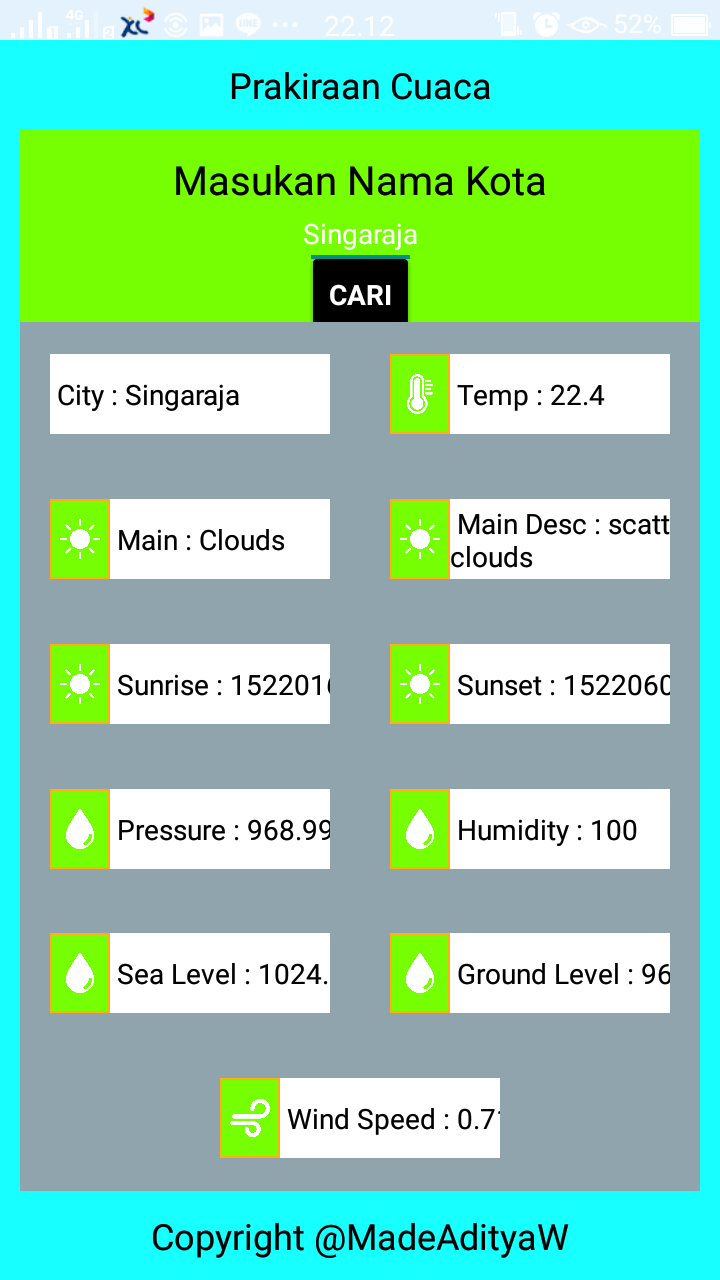 4G
2
XL
LINE
22.12
52%
Prakiraan Cuaca
Masukan Nama Kota
Singaraja
CARI
City : Singaraja
Temp : 22.4
Main : Clouds
Main Desc : scatt
clouds
Sunrise : 152201
Sunset : 1522060
Pressure : 968.99
Humidity : 100
Sea Level : 1024.
Ground Level : 96
Wind Speed : 0.7
Copyright @MadeAdityaW